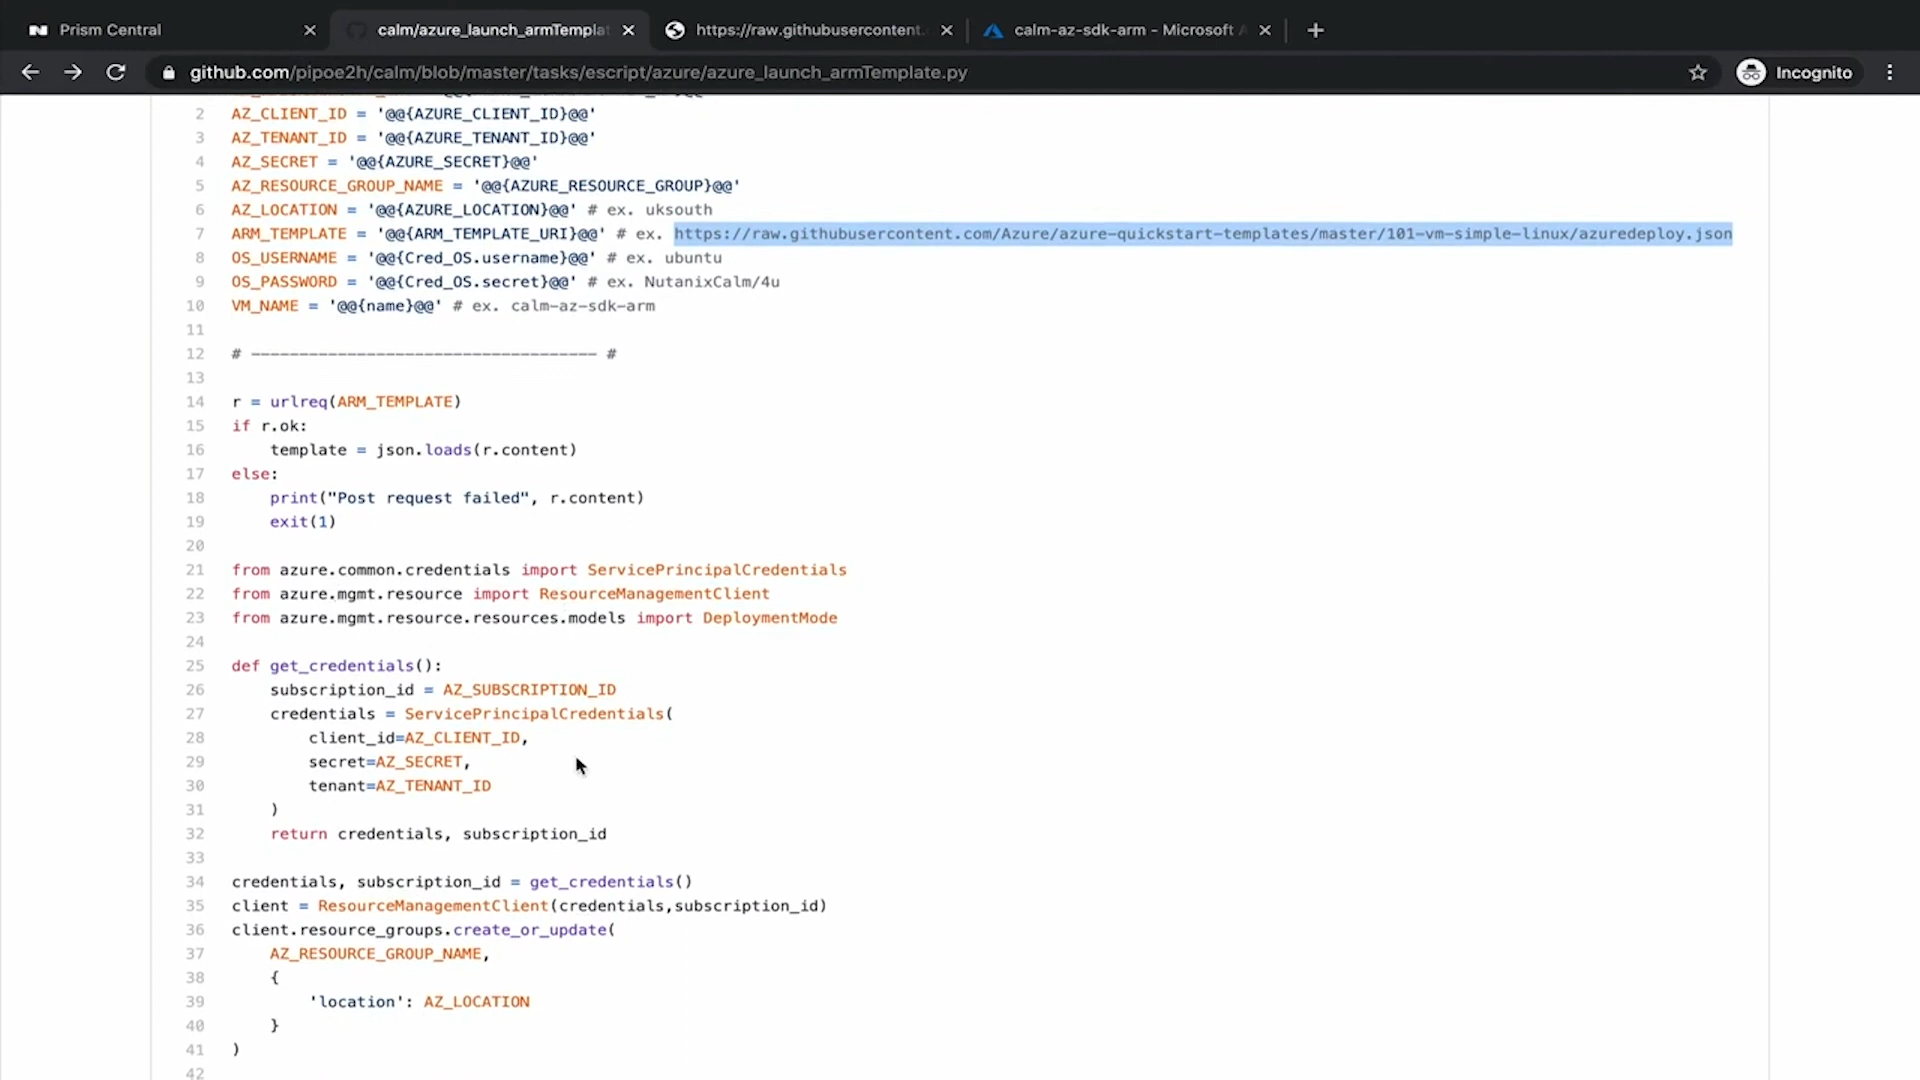 Prism Central
calm/azure_launch_armTemplat
https://raw.githubusercontent.
calm-az-sdk-arm - Microsoft A
github.com/pipoe2h/calm/blob/master/tasks/escript/azure/azure_launch_armTemplate.py
Incognito
2 AZ_CLIENT_ID = '@@{AZURE_CLIENT_ID}@@'
3 AZ_TENANT_ID = '@@{AZURE_TENANT_ID}@@'
4 AZ_SECRET = '@@{AZURE_SECRET}@@'
5 AZ_RESOURCE_GROUP_NAME = '@@{AZURE_RESOURCE_GROUP}@@'
6 AZ_LOCATION = '@@{AZURE_LOCATION}@@' # ex. uksouth
7 ARM_TEMPLATE = '@@{ARM_TEMPLATE_URI}@@' # ex. https://raw.githubusercontent.com/Azure/azure-quickstart-templates/master/101-vm-simple-linux/azuredeploy.json
8 OS_USERNAME = '@@{Cred_OS.username}@@' # ex. ubuntu
9 OS_PASSWORD = '@@{Cred_OS.secret}@@' # ex. NutanixCalm/4u
10 VM_NAME = '@@{name}@@' # ex. calm-az-sdk-arm
11
12 # ------------------------------------ #
13
14 r = urlreq(ARM_TEMPLATE)
15 if r.ok:
16 template = json.loads(r.content)
17 else:
18 print("Post request failed", r.content)
19 exit(1)
20
21 from azure.common.credentials import ServicePrincipalCredentials
22 from azure.mgmt.resource import ResourceManagementClient
23 from azure.mgmt.resource.resources.models import DeploymentMode
24
25 def get_credentials():
26 subscription_id = AZ_SUBSCRIPTION_ID
27 credentials = ServicePrincipalCredentials(
28 client_id=AZ_CLIENT_ID,
29 secret=AZ_SECRET,
30 tenant=AZ_TENANT_ID
31 )
32 return credentials, subscription_id
33
34 credentials, subscription_id = get_credentials()
35 client = ResourceManagementClient(credentials,subscription_id)
36 client.resource_groups.create_or_update(
37 AZ_RESOURCE_GROUP_NAME,
38 {
39 'location': AZ_LOCATION
40 }
41 )
42